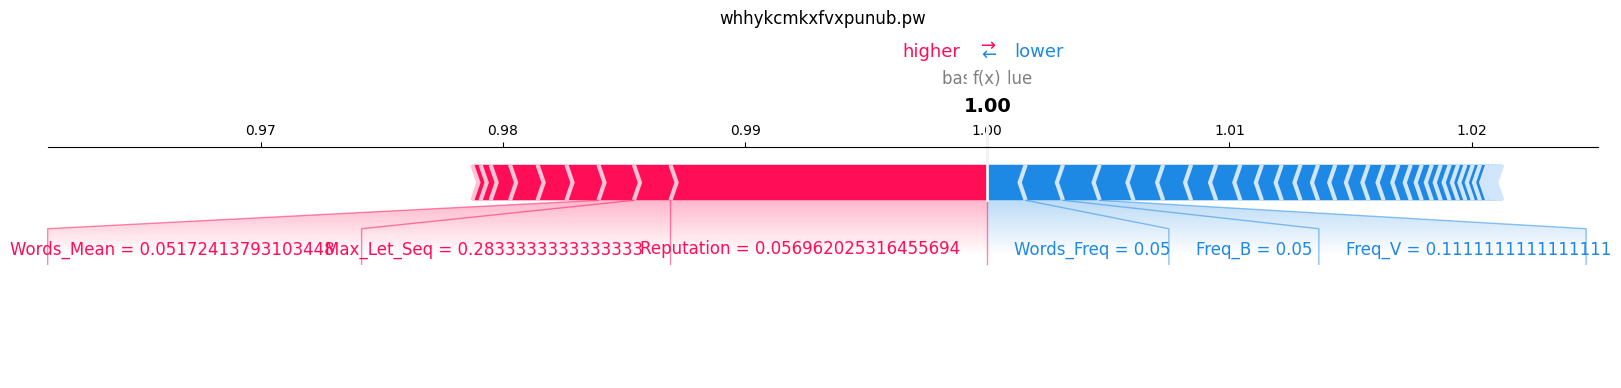 whhykcmkxfvxpunub.pw
higher → ← lower
bas f(x) lue
1.00
0.97 0.98 0.99 1.00 1.01 1.02
Words_Mean = 0.05172413793103448 Max_Let_Seq = 0.2833333333333333 Reputation = 0.056962025316455694 Words_Freq = 0.05 Freq_B = 0.05 Freq_V = 0.1111111111111111